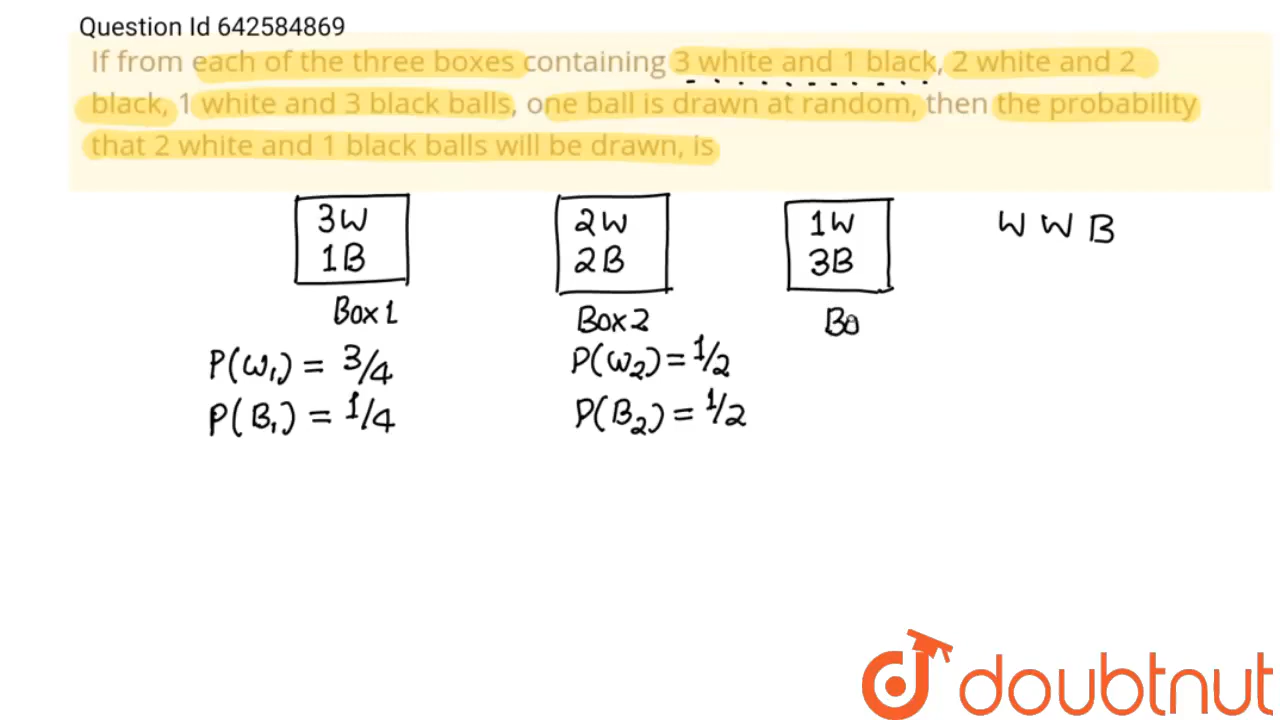 Question Id 642584869
If from each of the three boxes containing 3 white and 1 black, 2 white and 2
black, 1 white and 3 black balls, one ball is drawn at random, then the probability
that 2 white and 1 black balls will be drawn, is
3W 2W 1W W W B
1B 2B 3B
Box 1 Box 2 Bo
P(W₁) = 3/4 P(W₂) = 1/2
P(B₁) = 1/4 P(B₂) = 1/2
doubtnut